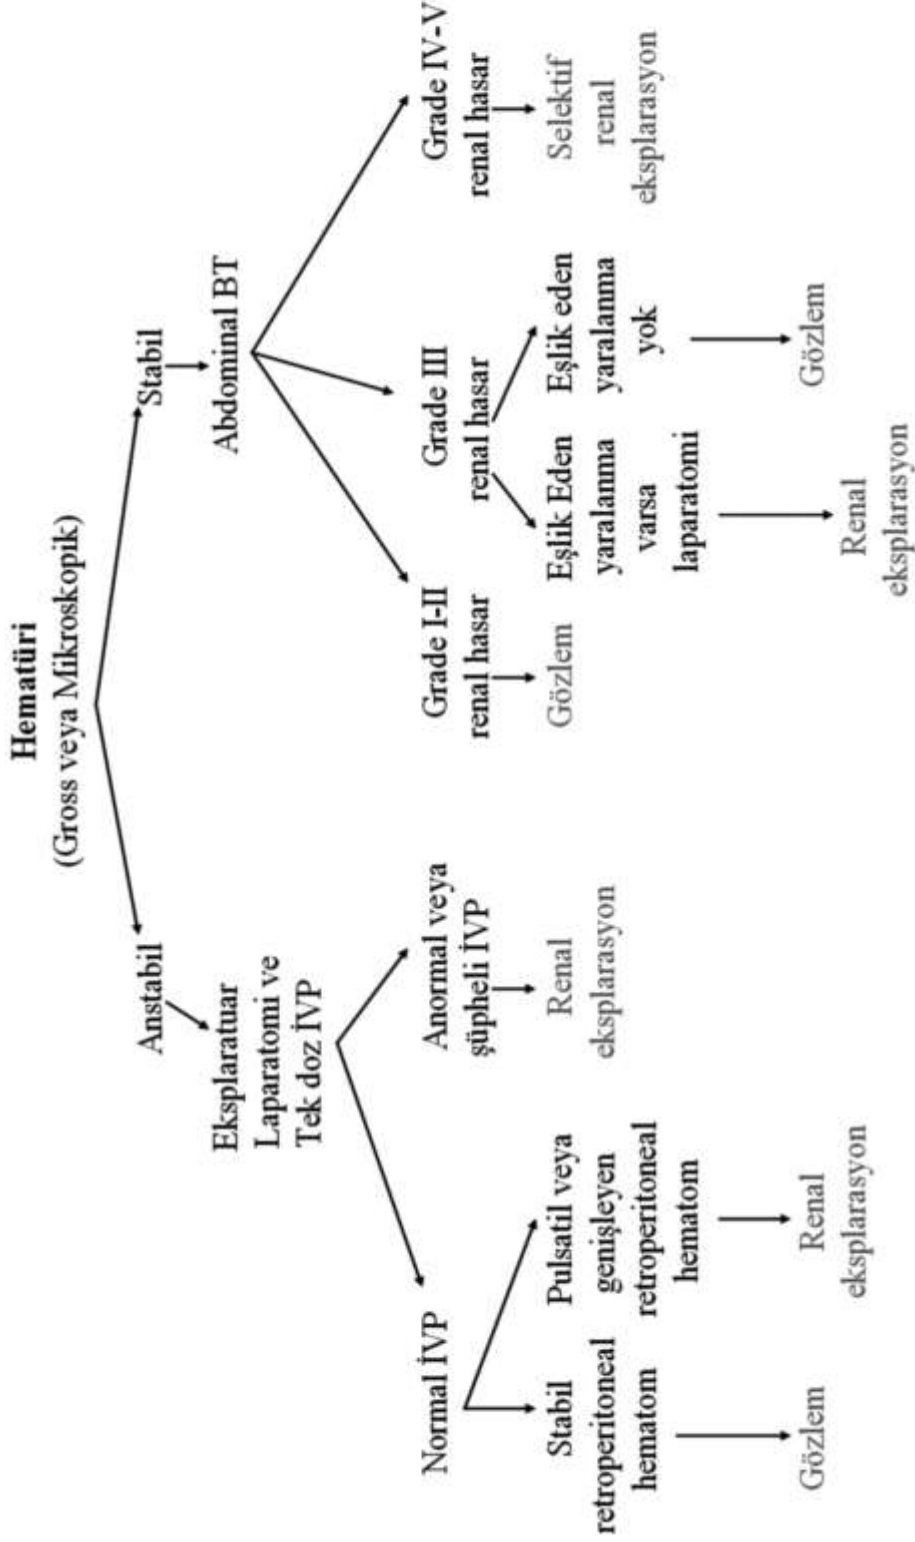 Hematüri
(Gross veya Mikroskopik)
Anstabil
Stabil
Eksplaratuar
Laparatomi ve
Tek doz İVP
Abdominal BT
Normal İVP
Anormal veya
şüpheli İVP
Grade I-II
renal hasar
Grade III
renal hasar
Grade IV-V
renal hasar
Stabil
retroperitoneal
hematom
Pulsatil veya
genişleyen
retroperitoneal
hematom
Renal
eksplarasyon
Gözlem
Eşlik Eden
yaralanma
varsa
laparatomi
Eşlik eden
yaralanma
yok
Selektif
renal
eksplarasyon
Gözlem
Renal
eksplarasyon
Renal
eksplarasyon
Gözlem